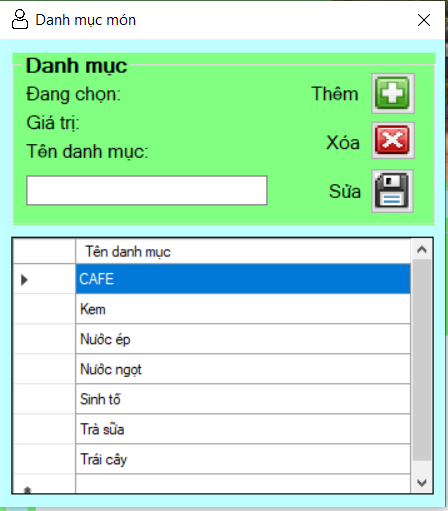 Danh mục món
Danh mục
Đang chọn:
Thêm
Giá trị:
Xóa
Tên danh mục:
Sửa
Tên danh mục
CAFE
Kem
Nước ép
Nước ngọt
Sinh tố
Trà sữa
Trái cây